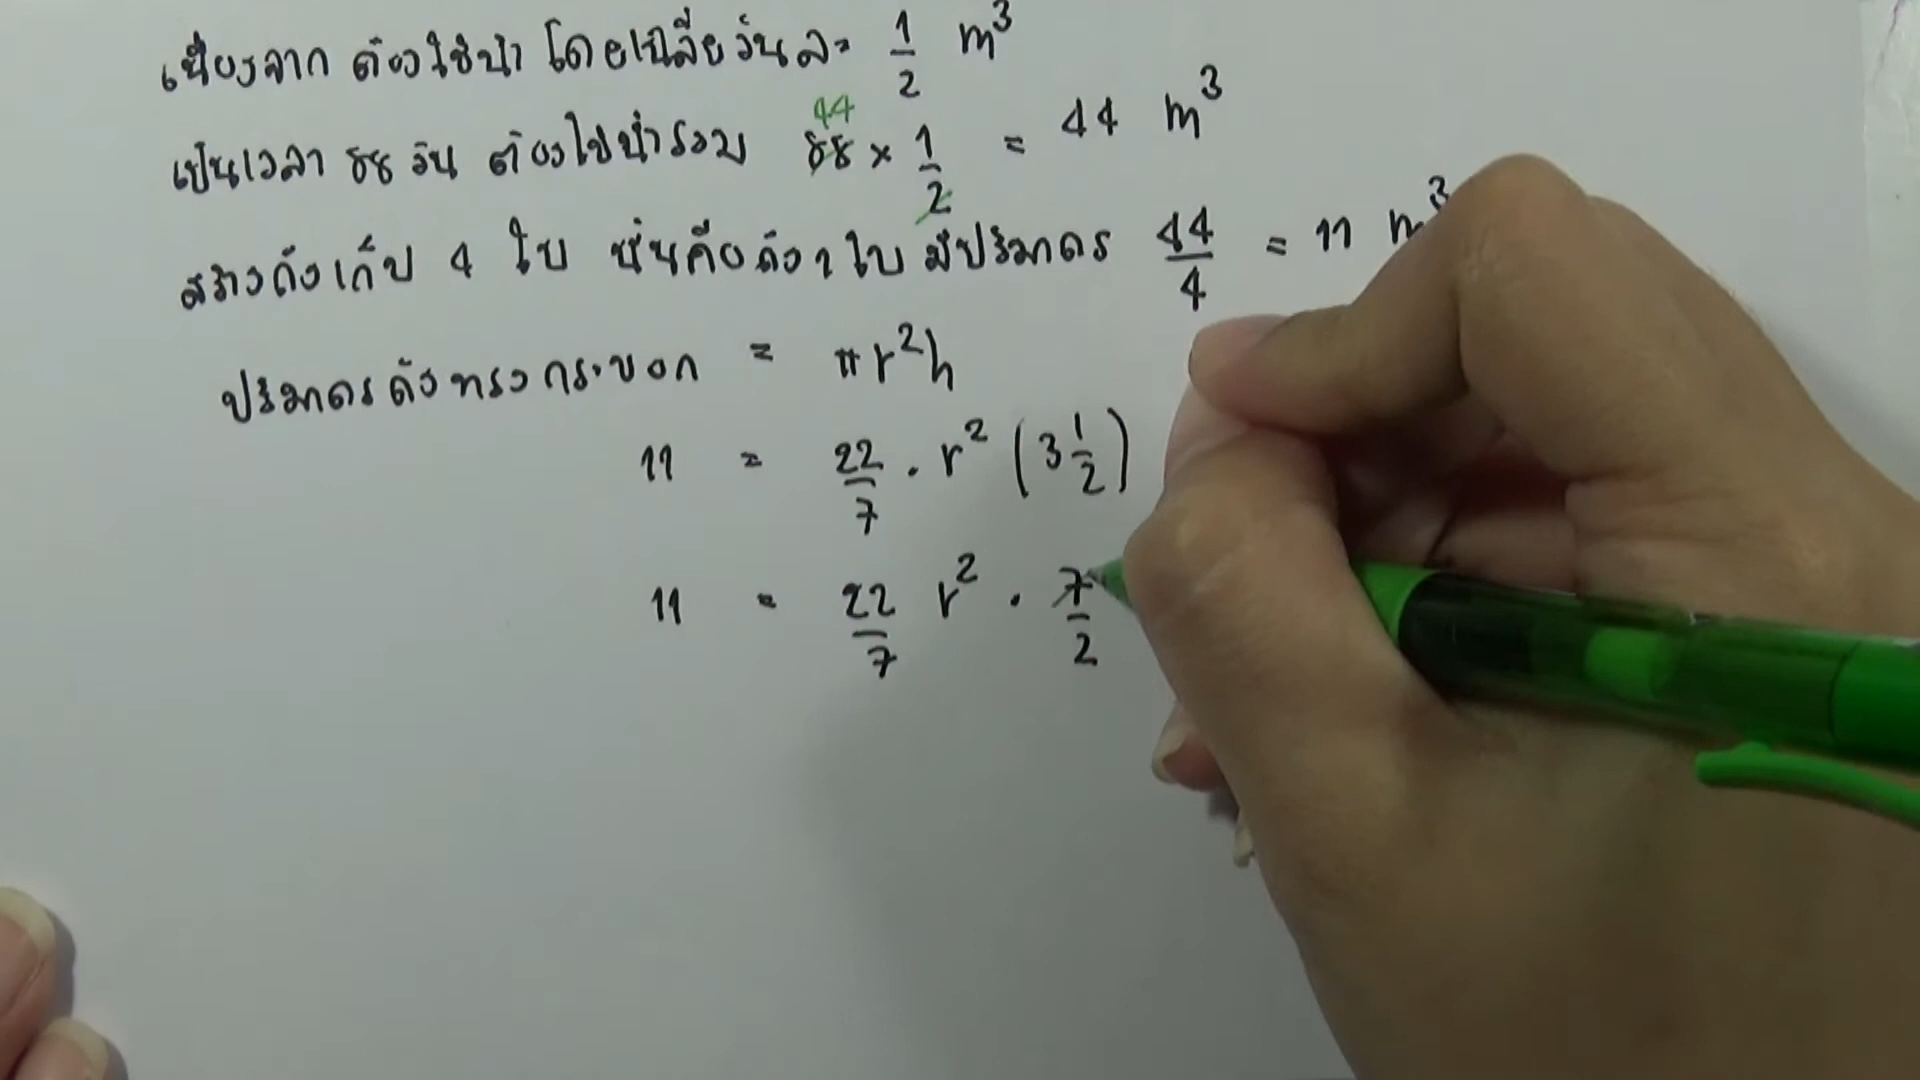 เนื่องจาก ต้องใช้น้ำ โดยเฉลี่ยวันละ 1/2 m³
เป็นเวลา 88 วัน ต้องใช้น้ำรวม 88 × 1/2 = 44 m³
44
สร้างถังเก็บ 4 ใบ นั่นคือถัง 1 ใบ มีปริมาตร 44/4 = 11 m³
ปริมาตรถังทรงกระบอก = πr²h
11 = 22/7 · r² (3 1/2)
11 = 22/7 r² · 7/2